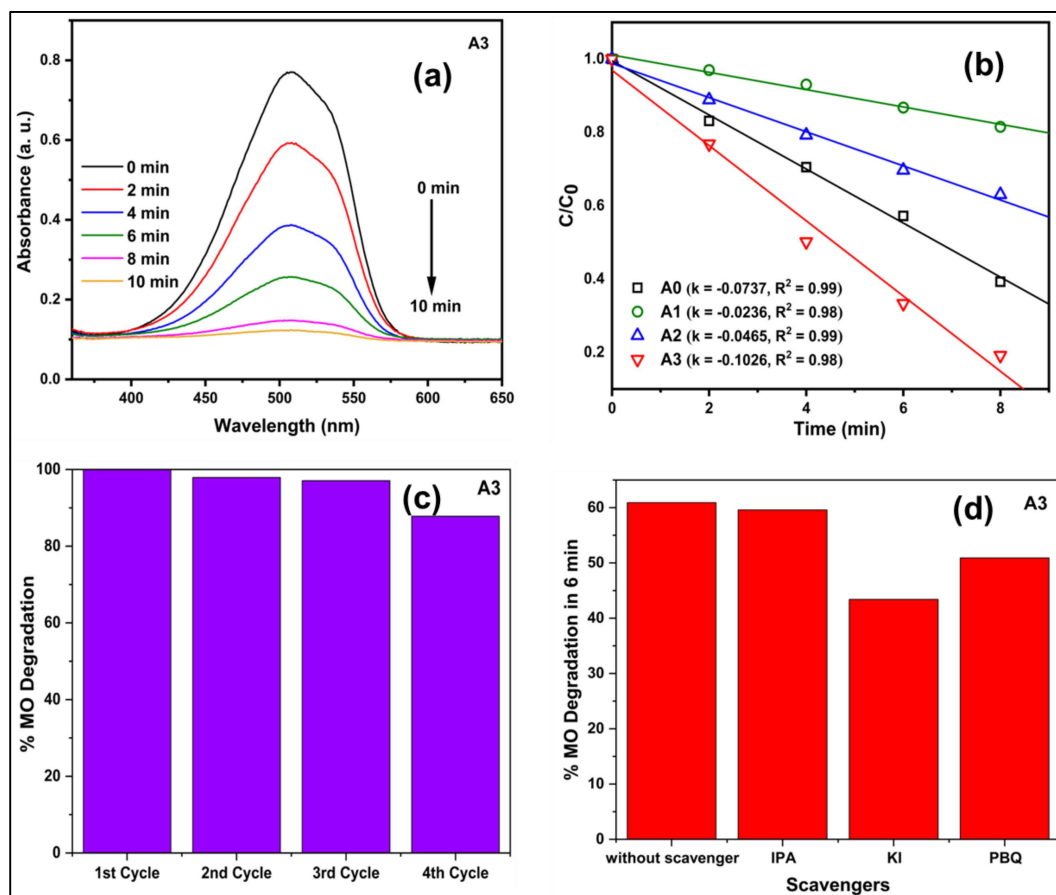 A3
(a)
0.8
0.6
0.4
0.2
0.0
Absorbance (a. u.)
0 min
2 min
4 min
6 min
8 min
10 min
0 min
10 min
400
450
500
550
600
650
Wavelength (nm)
(b)
1.0
0.8
0.6
0.4
0.2
C/C₀
A0 (k = -0.0737, R² = 0.99)
A1 (k = -0.0236, R² = 0.98)
A2 (k = -0.0465, R² = 0.99)
A3 (k = -0.1026, R² = 0.98)
0
2
4
6
8
Time (min)
(c)
A3
100
80
60
40
20
0
% MO Degradation
1st Cycle
2nd Cycle
3rd Cycle
4th Cycle
(d)
A3
60
50
40
30
20
10
0
% MO Degradation in 6 min
without scavenger
IPA
KI
PBQ
Scavengers